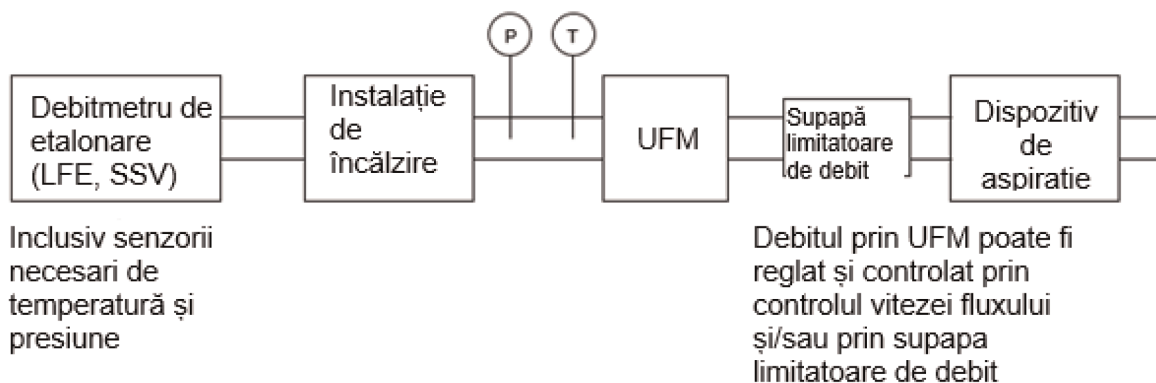 P
T
Debitmetru de
etalonare
(LFE, SSV)
Instalație
de
încălzire
UFM
Supapă
limitatoare
de debit
Dispozitiv
de
aspiratie
Inclusiv senzorii
necesari de
temperatură și
presiune
Debitul prin UFM poate fi
reglat și controlat prin
controlul vitezei fluxului
și/sau prin supapa
limitatoare de debit